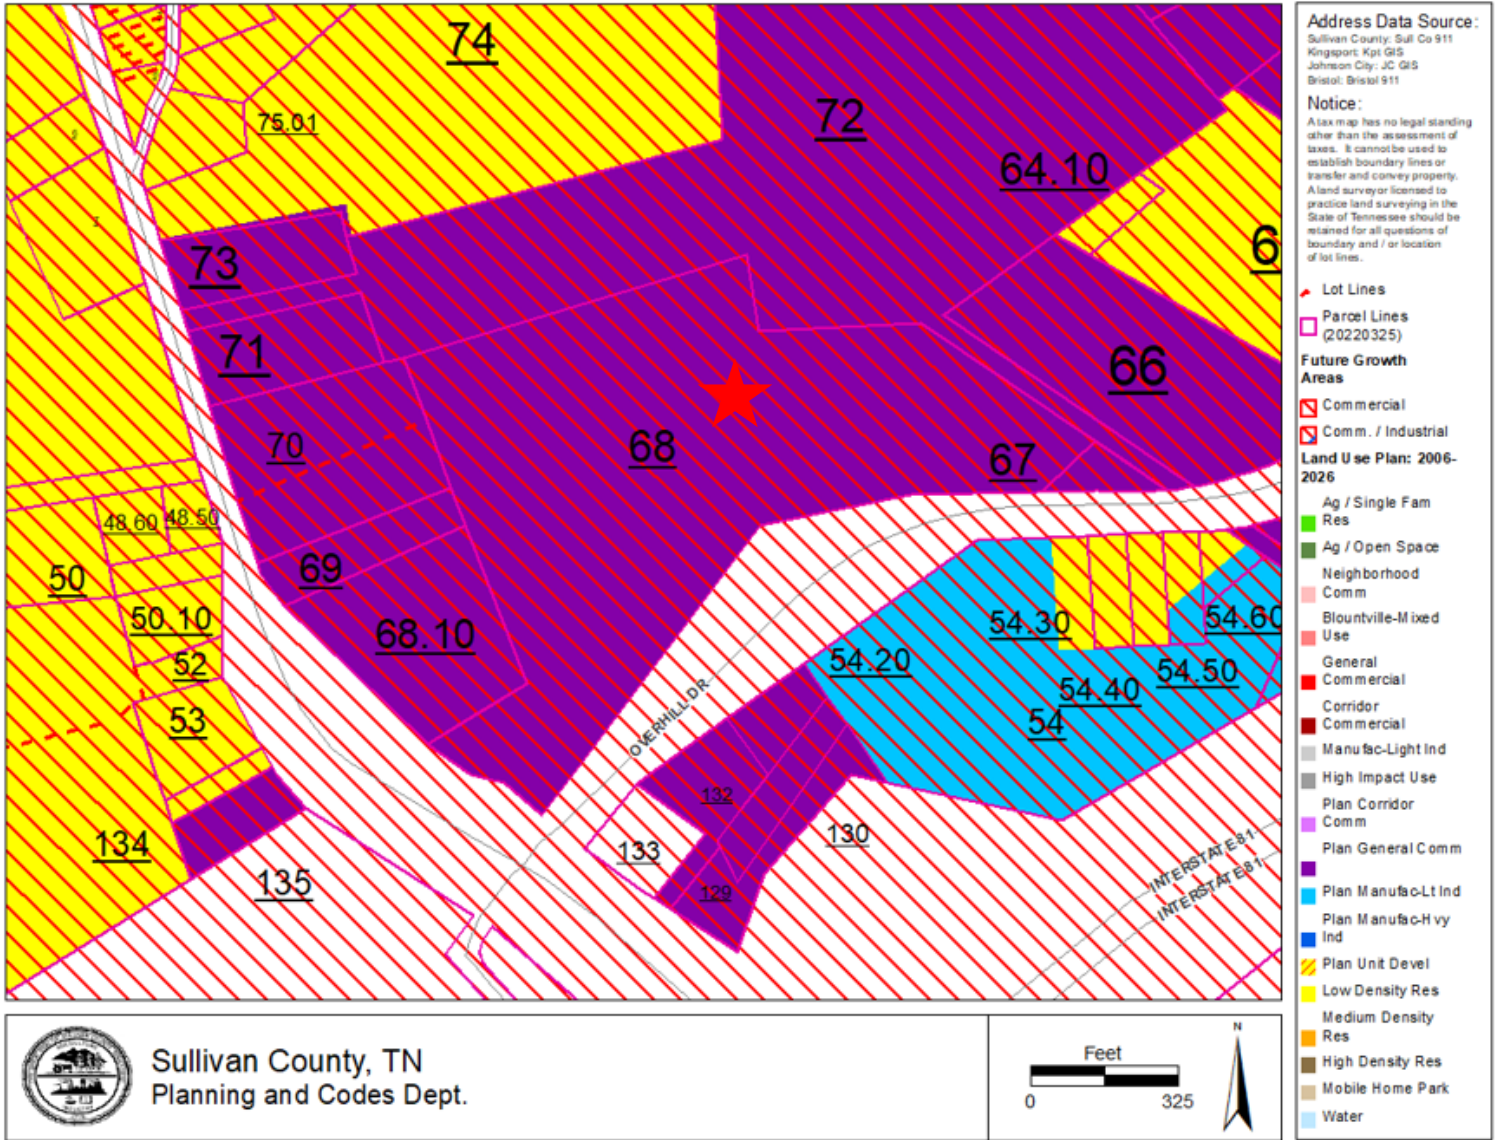 74
75.01
72
64.10
2
3
6
73
71
66
70
68
67
48.60
48.50
50
69
50.10
68.10
52
53
54.30
54.60
54.20
54.40
54.50
54
OVERHILL DR
132
133
130
129
134
135
INTERSTATE 81
INTERSTATE 81
Address Data Source:
Sullivan County: Sull Co 911
Kingsport: Kpt GIS
Johnson City: JC GIS
Bristol: Bristol 911
Notice:
A tax map has no legal standing
other than the assessment of
taxes. It cannot be used to
establish boundary lines or
transfer and convey property.
A land surveyor licensed to
practice land surveying in the
State of Tennessee should be
retained for all questions of
boundary and / or location
of lot lines.
Lot Lines
Parcel Lines
(20220325)
Future Growth
Areas
Commercial
Comm. / Industrial
Land Use Plan: 2006-
2026
Ag / Single Fam
Res
Ag / Open Space
Neighborhood
Comm
Blountville-Mixed
Use
General
Commercial
Corridor
Commercial
Manufac-Light Ind
High Impact Use
Plan Corridor
Comm
Plan General Comm
Plan Manufac-Lt Ind
Plan Manufac-Hvy
Ind
Plan Unit Devel
Low Density Res
Medium Density
Res
High Density Res
Mobile Home Park
Water
Sullivan County, TN
Planning and Codes Dept.
Feet
0 325
N